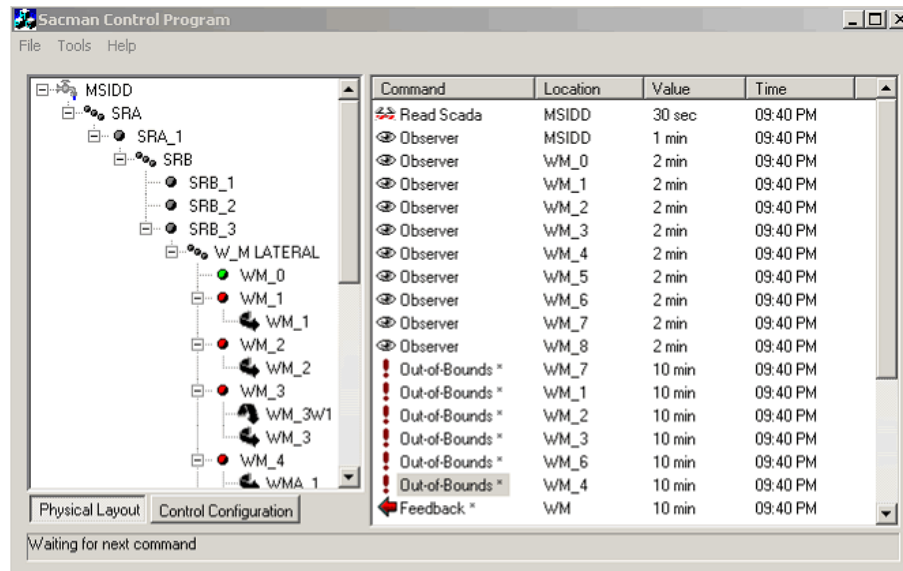 Sacman Control Program
File Tools Help
MSIDD
SRA
SRA_1
SRB
SRB_1
SRB_2
SRB_3
W_M LATERAL
WM_0
WM_1
WM_1
WM_2
WM_2
WM_3
WM_3W1
WM_3
WM_4
WMA_1
Physical Layout Control Configuration
Command Location Value Time
Read Scada MSIDD 30 sec 09:40 PM
Observer MSIDD 1 min 09:40 PM
Observer WM_0 2 min 09:40 PM
Observer WM_1 2 min 09:40 PM
Observer WM_2 2 min 09:40 PM
Observer WM_3 2 min 09:40 PM
Observer WM_4 2 min 09:40 PM
Observer WM_5 2 min 09:40 PM
Observer WM_6 2 min 09:40 PM
Observer WM_7 2 min 09:40 PM
Observer WM_8 2 min 09:40 PM
Out-of-Bounds * WM_7 10 min 09:40 PM
Out-of-Bounds * WM_1 10 min 09:40 PM
Out-of-Bounds * WM_2 10 min 09:40 PM
Out-of-Bounds * WM_3 10 min 09:40 PM
Out-of-Bounds * WM_6 10 min 09:40 PM
Out-of-Bounds * WM_4 10 min 09:40 PM
Feedback * WM 10 min 09:40 PM
Waiting for next command